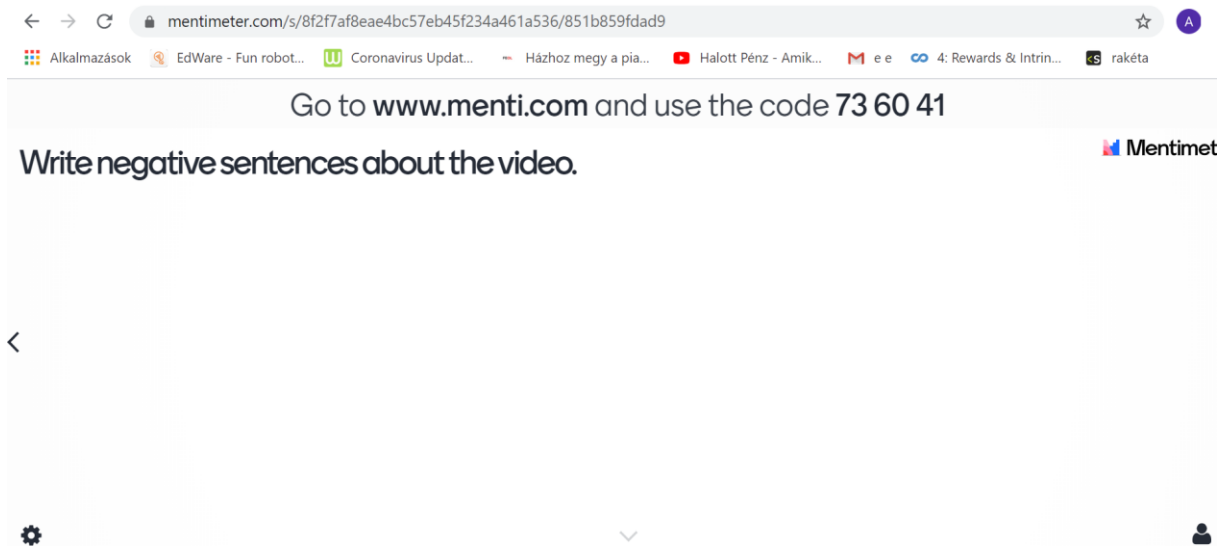 mentimeter.com/s/8f2f7af8eae4bc57eb45f234a461a536/851b859fdad9
A
Alkalmazások EdWare - Fun robot... Coronavirus Updat... Házhoz megy a pia... Halott Pénz - Amik... e e 4: Rewards & Intrin... rakéta
Go to www.menti.com and use the code 73 60 41
Mentimet
Write negative sentences about the video.